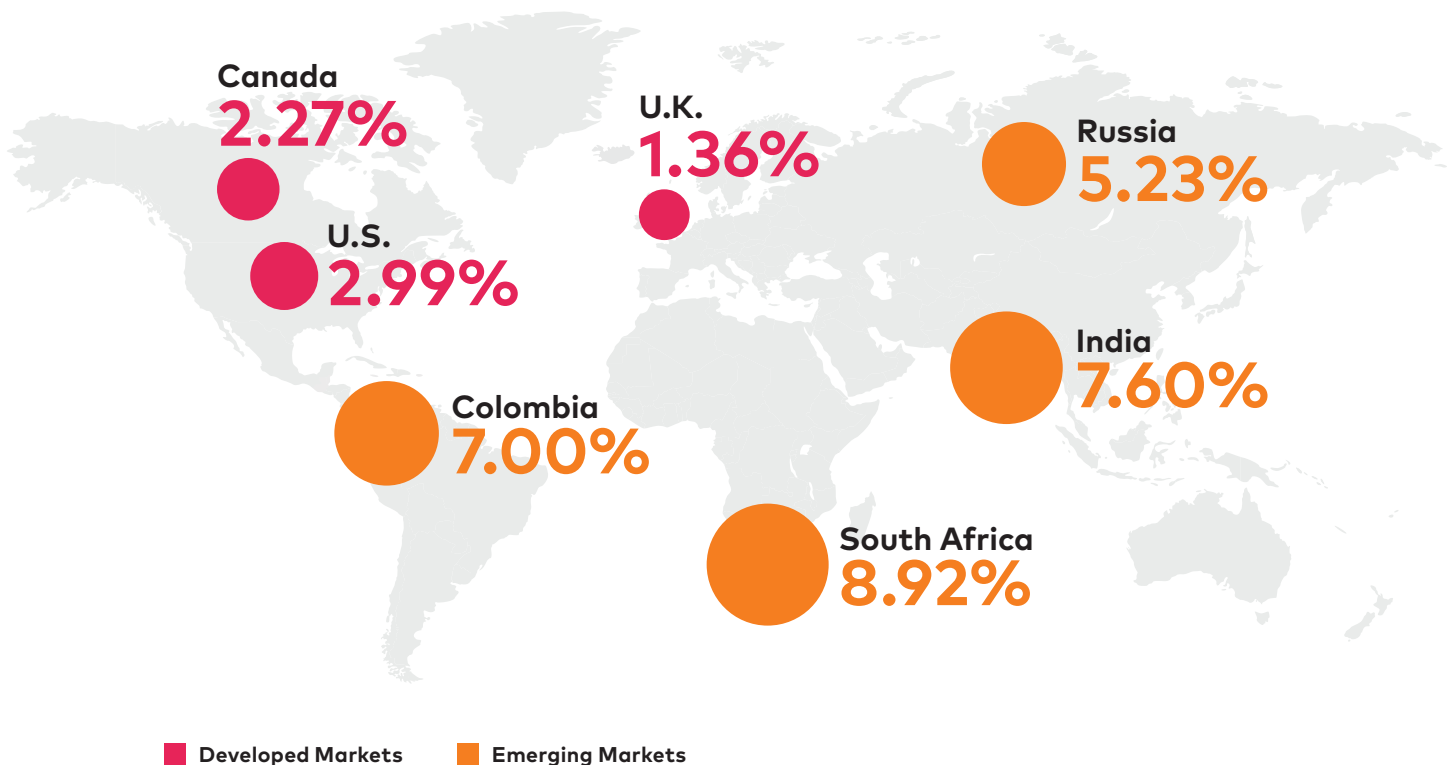 Canada
2.27%
U.K.
1.36%
Russia
5.23%
U.S.
2.99%
India
7.60%
Colombia
7.00%
South Africa
8.92%
Developed Markets
Emerging Markets